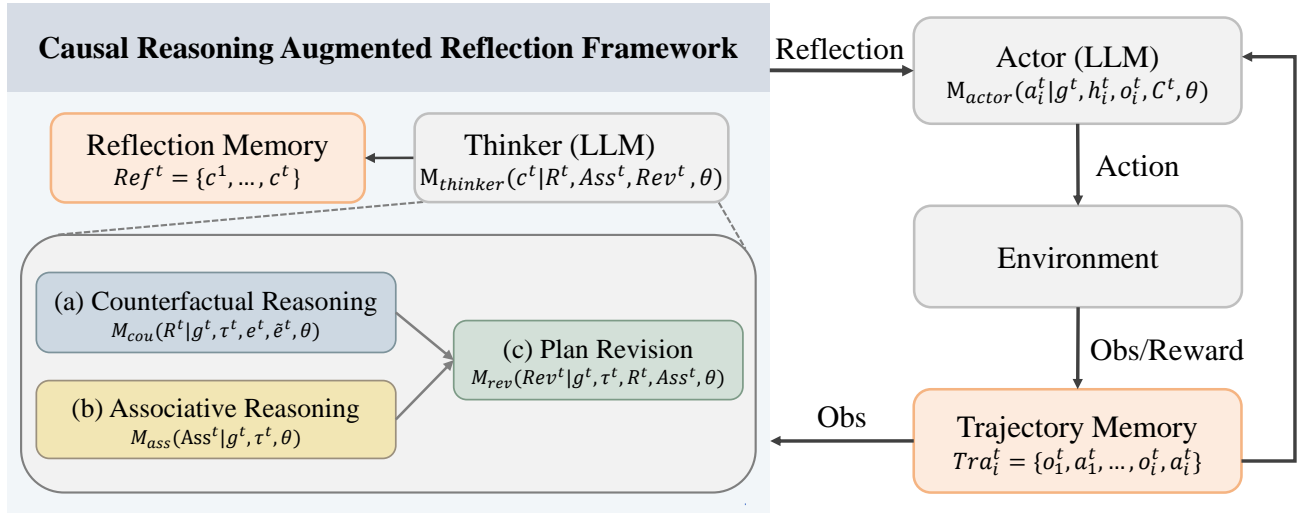 Causal Reasoning Augmented Reflection Framework
Reflection
Actor (LLM)
M_{actor}(a_i^t|g^t, h_i^t, o_i^t, C^t, θ)
Reflection Memory
Ref^t = {c^1, …, c^t}
Thinker (LLM)
M_{thinker}(c^t|R^t, Ass^t, Rev^t, θ)
Action
Environment
(a) Counterfactual Reasoning
M_{cou}(R^t|g^t, τ^t, e^t, ẽ^t, θ)
(b) Associative Reasoning
M_{ass}(Ass^t|g^t, τ^t, θ)
(c) Plan Revision
M_{rev}(Rev^t|g^t, τ^t, R^t, Ass^t, θ)
Obs/Reward
Obs
Trajectory Memory
Tra_i^t = {o_1^t, a_1^t, …, o_i^t, a_i^t}